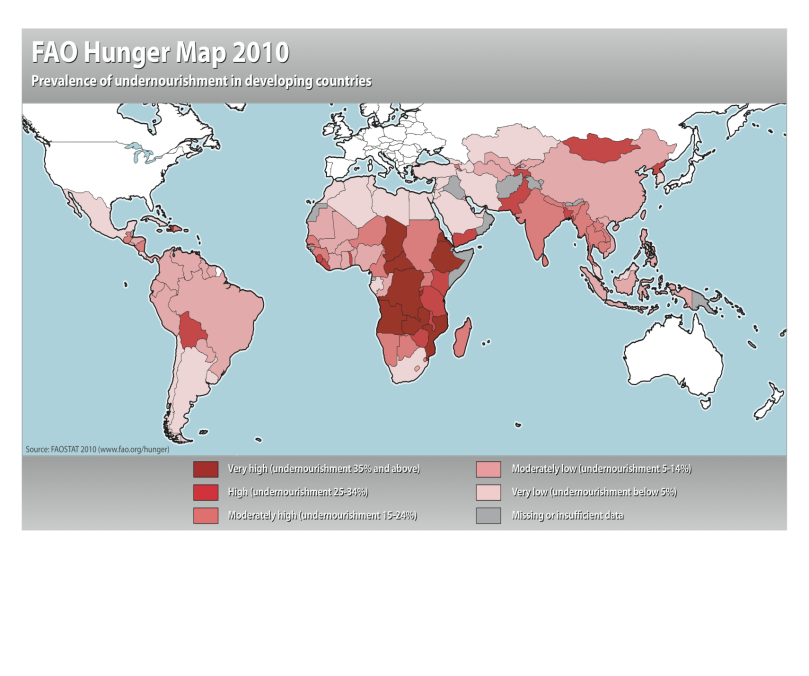 FAO Hunger Map 2010
Prevalence of undernourishment in developing countries
Source: FAOSTAT 2010 (www.fao.org/hunger)
Very high (undernourishment 35% and above)
High (undernourishment 25-34%)
Moderately high (undernourishment 15-24%)
Moderately low (undernourishment 5-14%)
Very low (undernourishment below 5%)
Missing or insufficient data